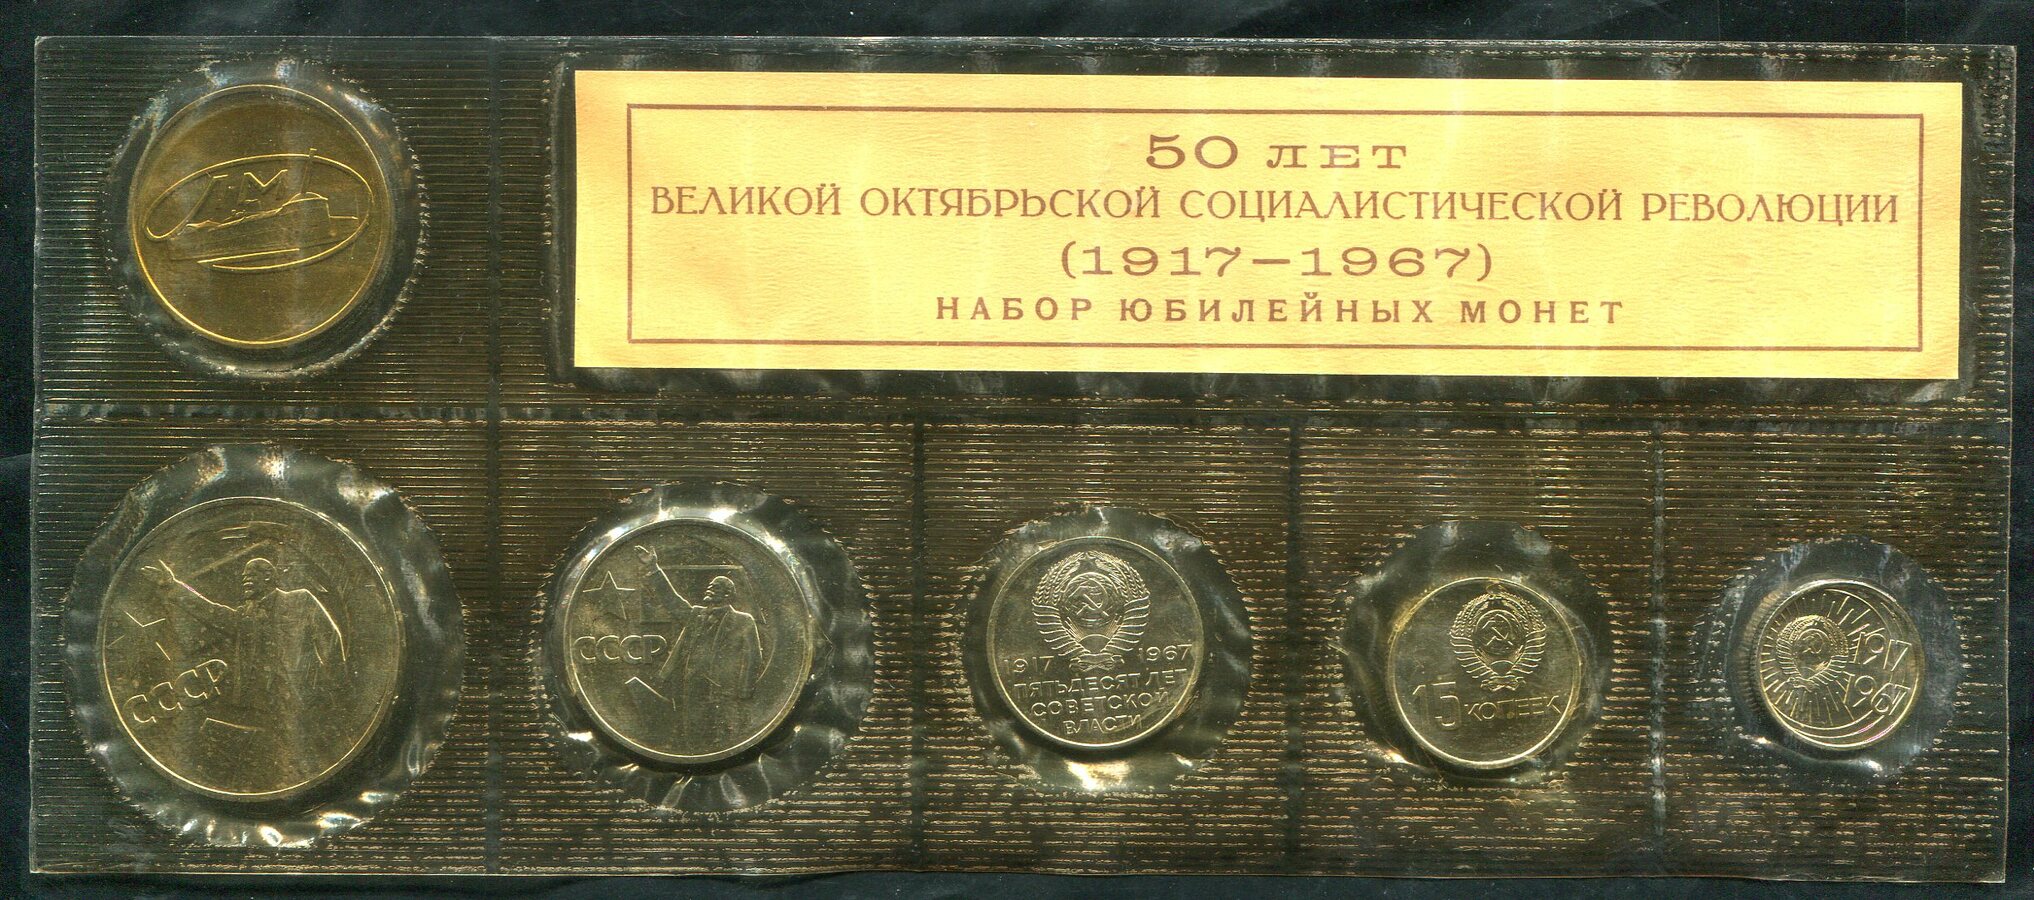 ЛМ
50 ЛЕТ
ВЕЛИКОЙ ОКТЯБРЬСКОЙ СОЦИАЛИСТИЧЕСКОЙ РЕВОЛЮЦИИ
(1917–1967)
НАБОР ЮБИЛЕЙНЫХ МОНЕТ
СССР
СССР
1917 1967
ПЯТЬДЕСЯТ ЛЕТ
СОВЕТСКОЙ
ВЛАСТИ
15 КОПЕЕК
1917
1967